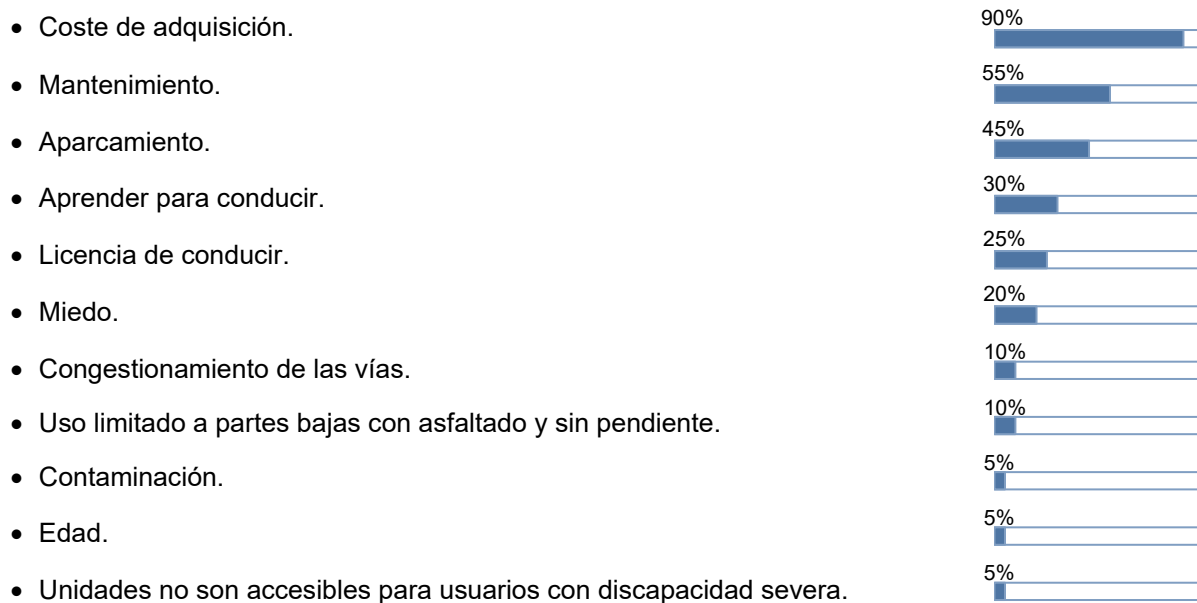 • Coste de adquisición. 90%
• Mantenimiento. 55%
• Aparcamiento. 45%
• Aprender para conducir. 30%
• Licencia de conducir. 25%
• Miedo. 20%
• Congestionamiento de las vías. 10%
• Uso limitado a partes bajas con asfaltado y sin pendiente. 10%
• Contaminación. 5%
• Edad. 5%
• Unidades no son accesibles para usuarios con discapacidad severa. 5%